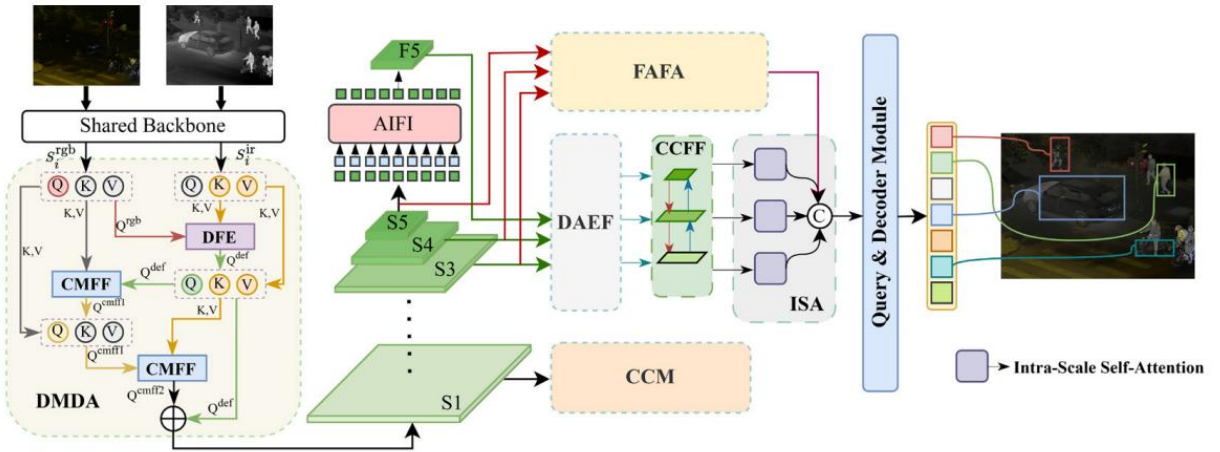 Shared Backbone
S_i^rgb
S_i^ir
Q K V
Q K V
K,V
K,V
K,V
K,V
Q^rgb
DFE
Q^def
CMFF
Q^def
Q K V
Q^cmff1
K,V
Q K V
Q^cmff1
CMFF
Q^cmff2
Q^def
DMDA
F5
AIFI
S5
S4
S3
S1
FAFA
DAEF
CCFF
C
ISA
CCM
Query & Decoder Module
Intra-Scale Self-Attention